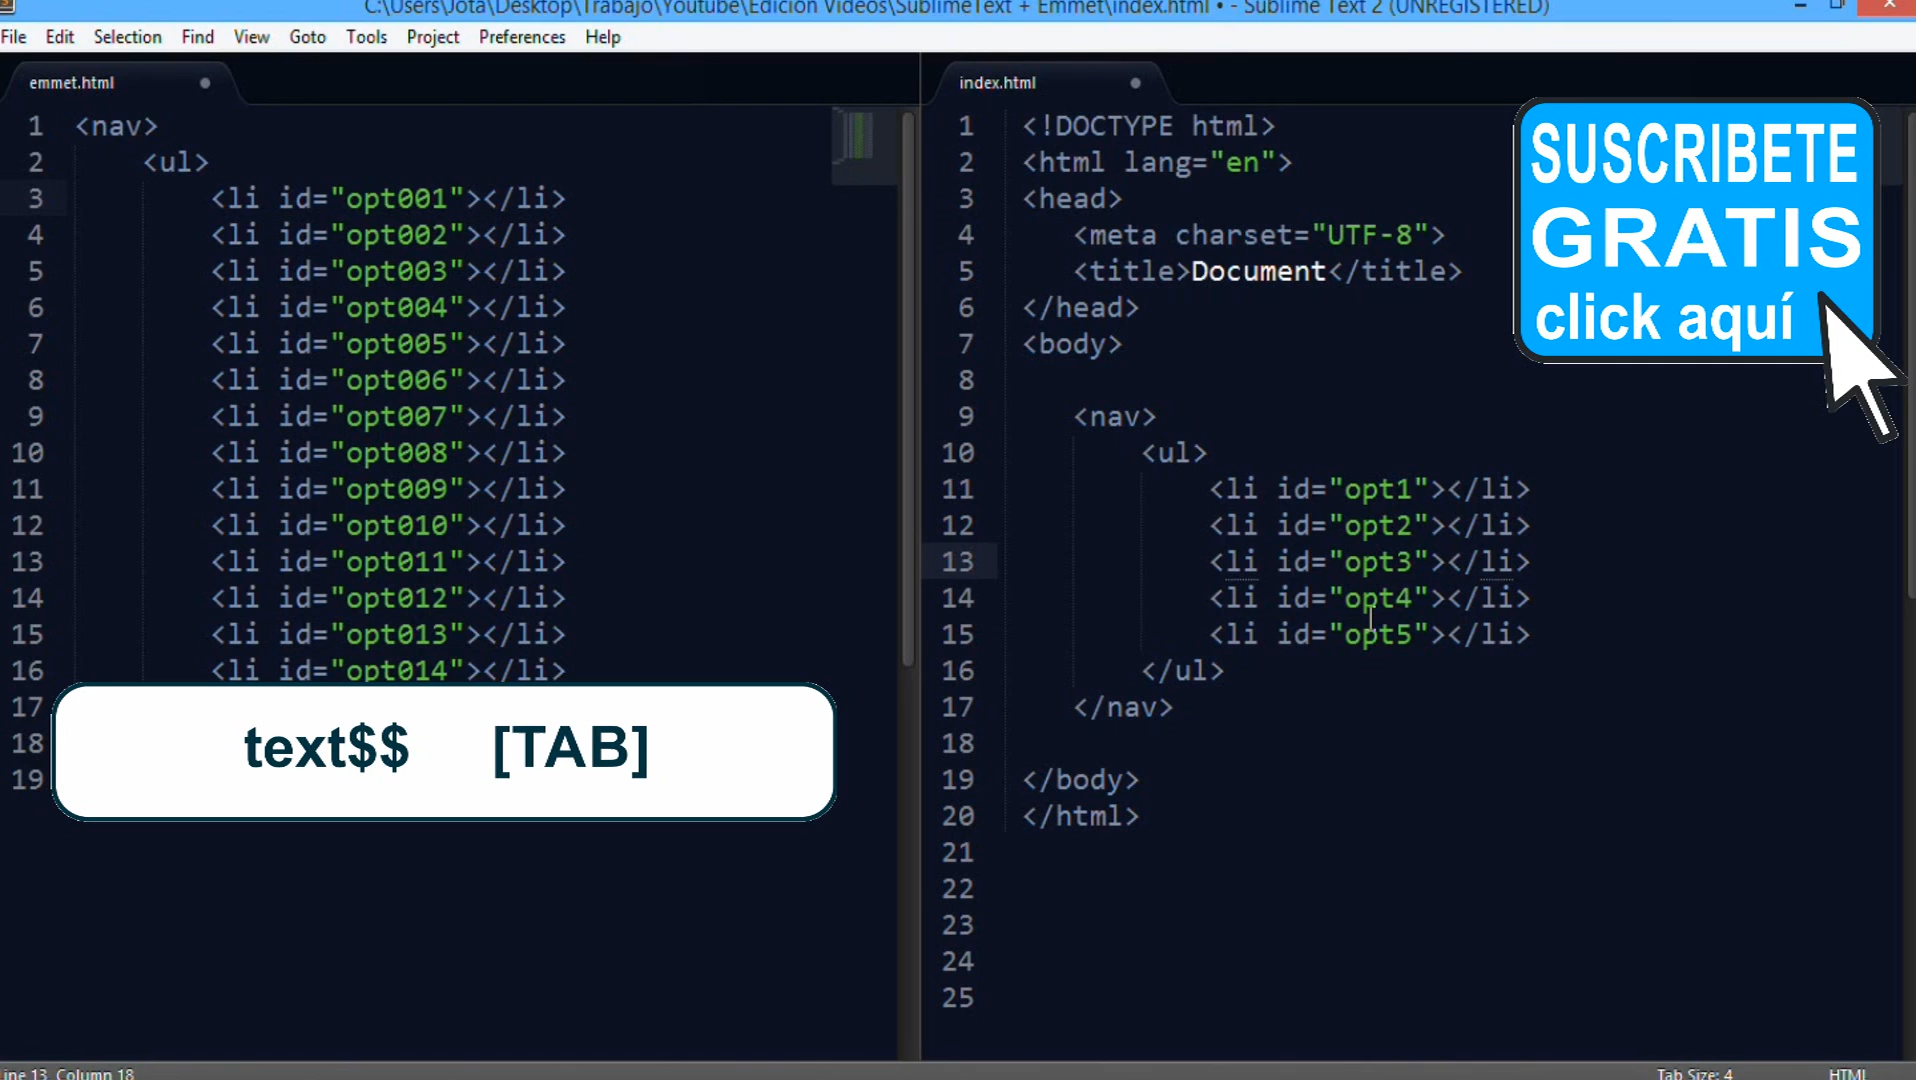 C:\Users\Jota\Desktop\Trabajo\Youtube\Edicion Videos\SublimeText + Emmet\index.html • - Sublime Text 2 (UNREGISTERED)
File Edit Selection Find View Goto Tools Project Preferences Help
emmet.html
1 <nav>
2 <ul>
3 <li id="opt001"></li>
4 <li id="opt002"></li>
5 <li id="opt003"></li>
6 <li id="opt004"></li>
7 <li id="opt005"></li>
8 <li id="opt006"></li>
9 <li id="opt007"></li>
10 <li id="opt008"></li>
11 <li id="opt009"></li>
12 <li id="opt010"></li>
13 <li id="opt011"></li>
14 <li id="opt012"></li>
15 <li id="opt013"></li>
16 <li id="opt014"></li>
17
18
19
text$$ [TAB]
index.html
1 <!DOCTYPE html>
2 <html lang="en">
3 <head>
4 <meta charset="UTF-8">
5 <title>Document</title>
6 </head>
7 <body>
8
9 <nav>
10 <ul>
11 <li id="opt1"></li>
12 <li id="opt2"></li>
13 <li id="opt3"></li>
14 <li id="opt4"></li>
15 <li id="opt5"></li>
16 </ul>
17 </nav>
18
19 </body>
20 </html>
21
22
23
24
25
SUSCRIBETE
GRATIS
click aquí
ine 13, Column 18
Tab Size: 4 HTML